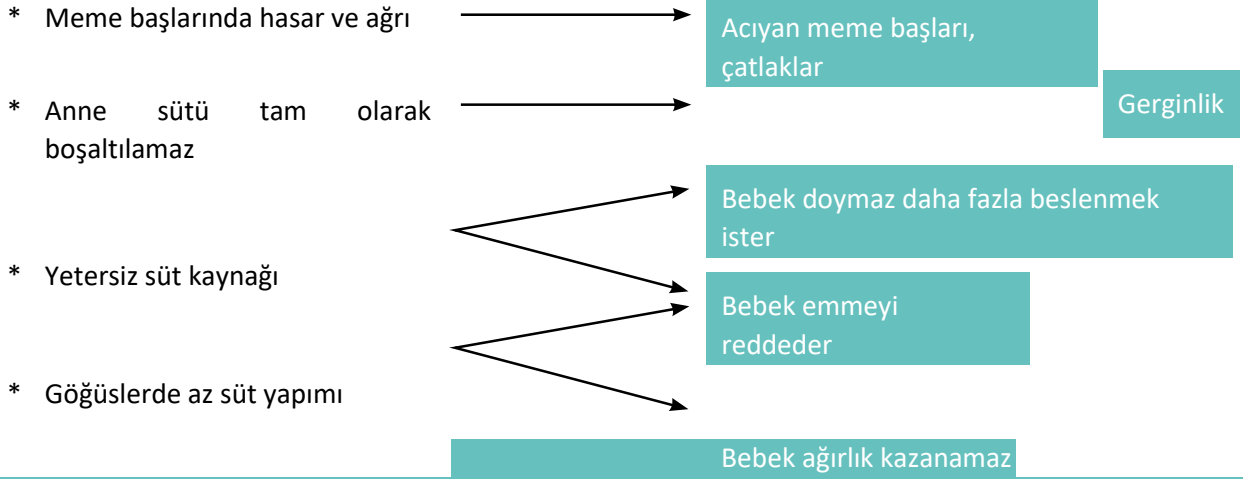 * Meme başlarında hasar ve ağrı
Acıyan meme başları,
çatlaklar
* Anne sütü tam olarak
boşaltılamaz
Gerginlik
Bebek doymaz daha fazla beslenmek
ister
* Yetersiz süt kaynağı
Bebek emmeyi
reddeder
* Göğüslerde az süt yapımı
Bebek ağırlık kazanamaz